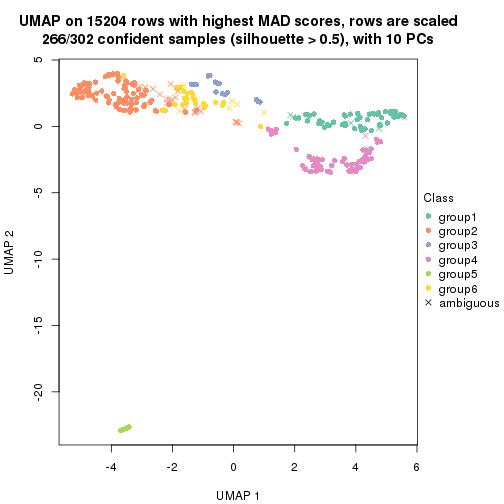 UMAP on 15204 rows with highest MAD scores, rows are scaled
266/302 confident samples (silhouette > 0.5), with 10 PCs
5
0
-5
-10
-15
-20
UMAP 2
-4
-2
0
2
4
6
UMAP 1
Class
group1
group2
group3
group4
group5
group6
ambiguous